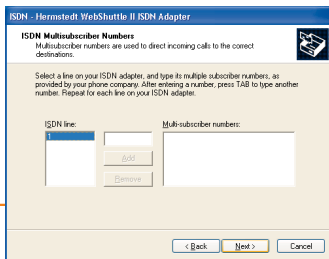 ISDN - Hermstedt WebShuttle II ISDN Adapter
ISDN Multisubscriber Numbers
Multisubscriber numbers are used to direct incoming calls to the correct
destinations.
Select a line on your ISDN adapter, and type its multiple subscriber numbers, as
provided by your phone company. After entering a number, press TAB to type another
number. Repeat for each line on your ISDN adapter.
ISDN line:
Multi-subscriber numbers:
1
Add
Remove
< Back
Next >
Cancel